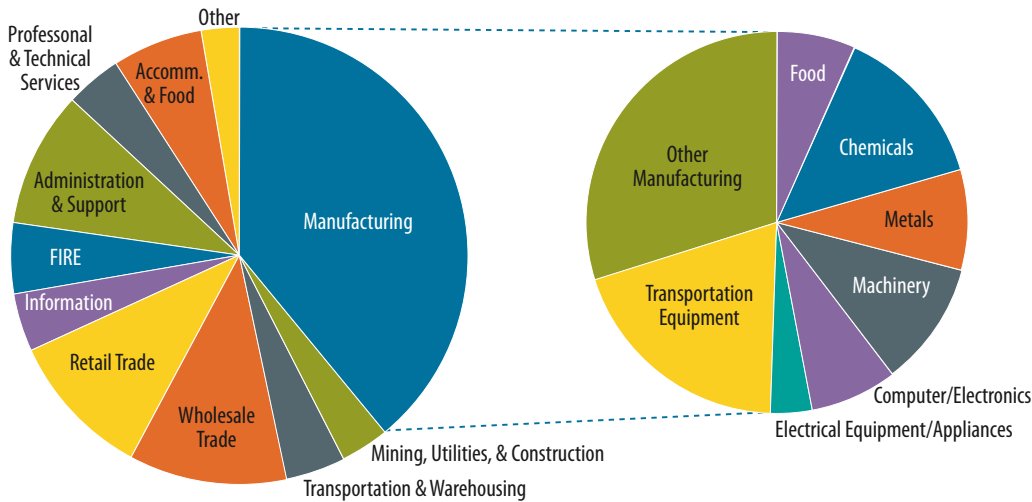 Other
Professonal
& Technical
Services
Accomm.
& Food
Administration
& Support
FIRE
Information
Retail Trade
Wholesale
Trade
Manufacturing
Mining, Utilities, & Construction
Transportation & Warehousing
Food
Chemicals
Metals
Machinery
Computer/Electronics
Electrical Equipment/Appliances
Transportation
Equipment
Other
Manufacturing